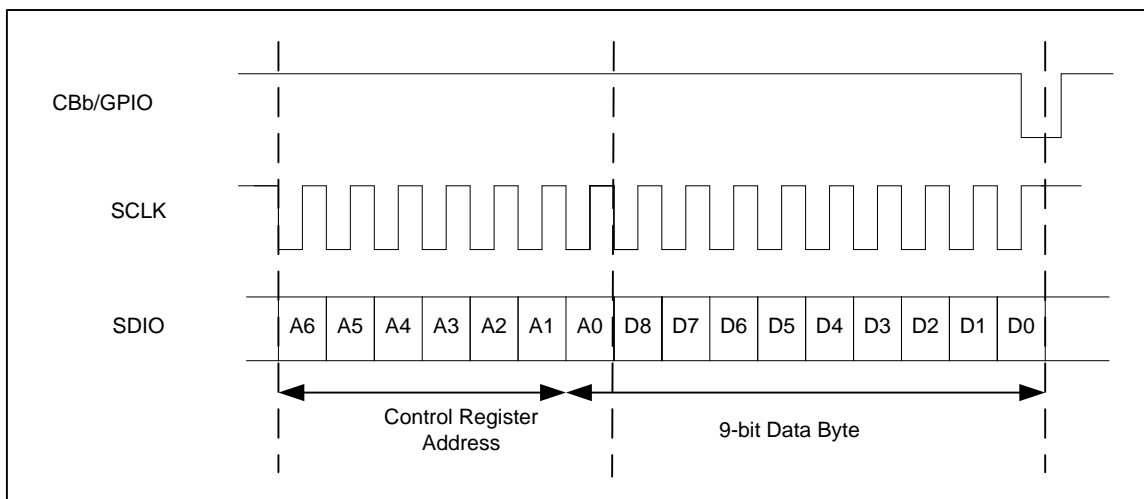 CBb/GPIO
SCLK
SDIO
A6 A5 A4 A3 A2 A1 A0 D8 D7 D6 D5 D4 D3 D2 D1 D0
Control Register
Address
9-bit Data Byte